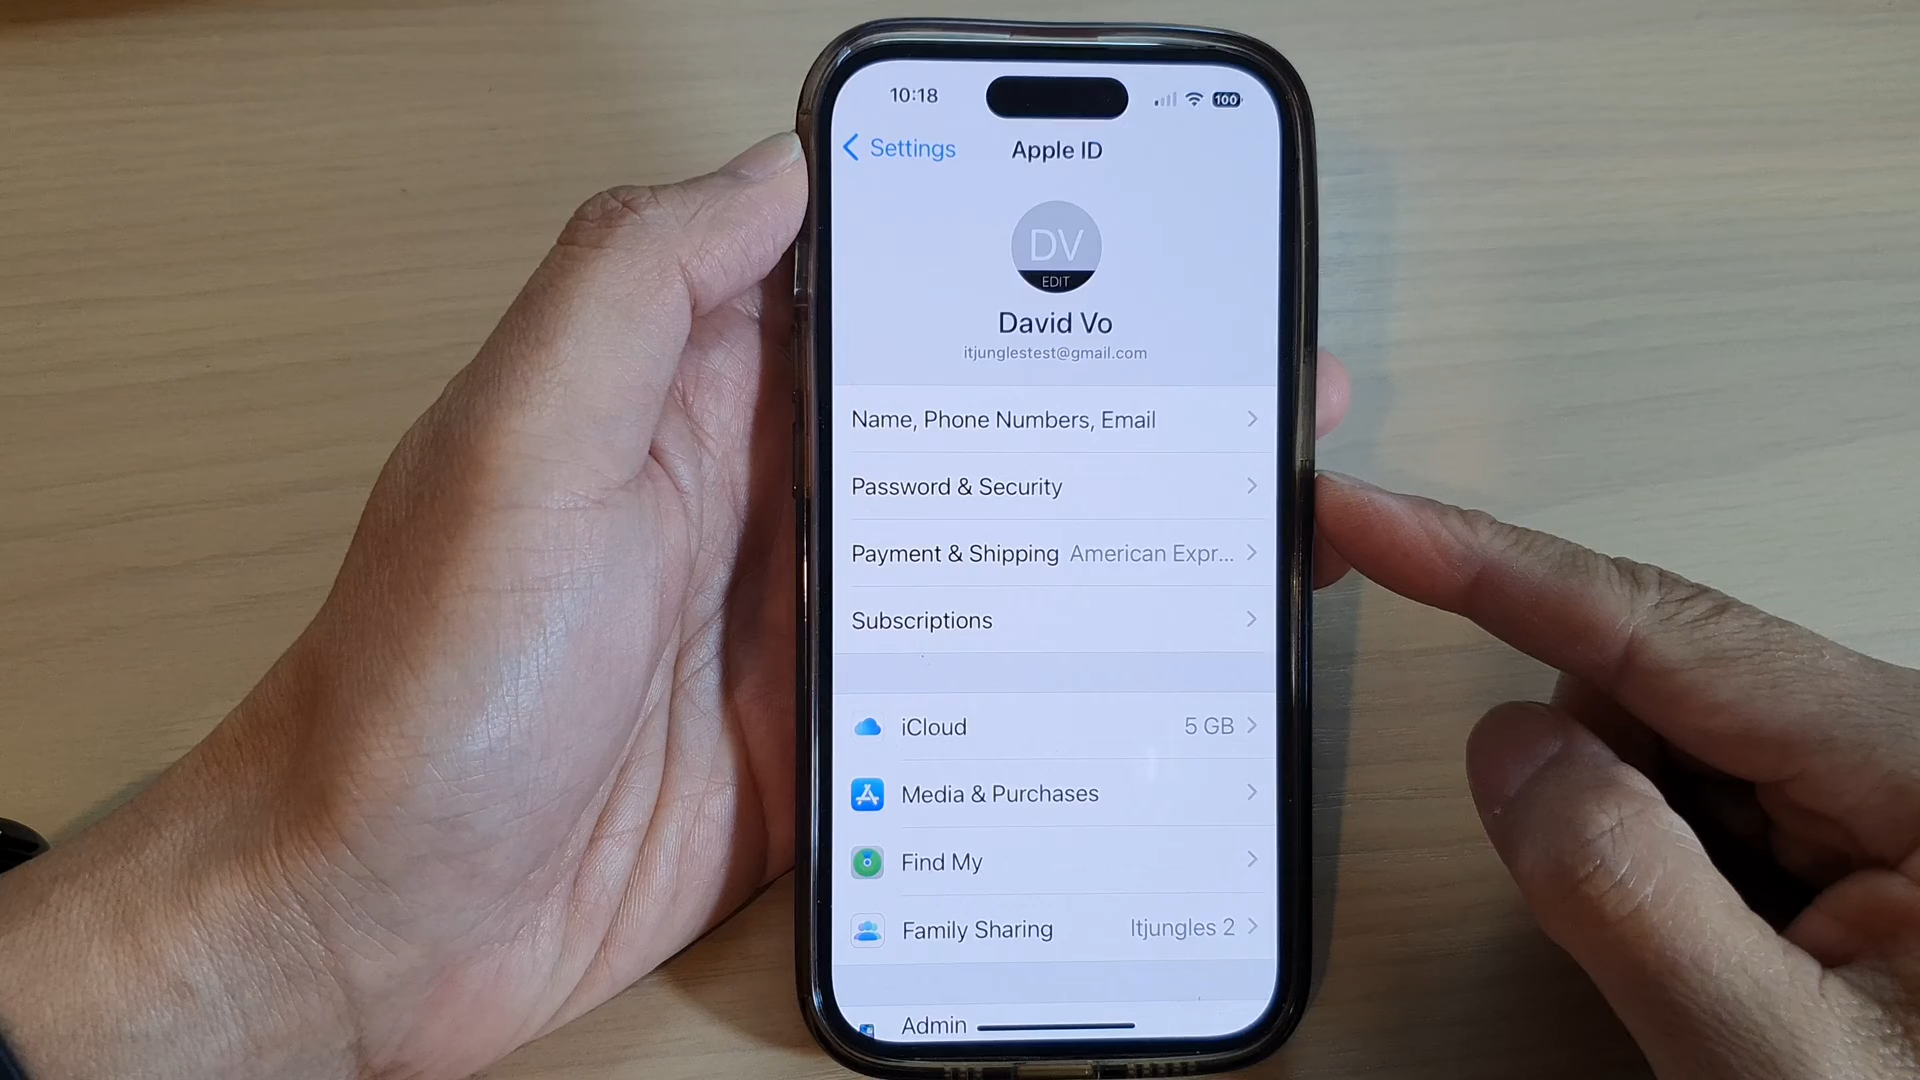 10:18
100
Settings
Apple ID
DV
EDIT
David Vo
itjunglestest@gmail.com
Name, Phone Numbers, Email
Password & Security
Payment & Shipping American Expr...
Subscriptions
iCloud 5 GB
Media & Purchases
Find My
Family Sharing Itjungles 2
Admin